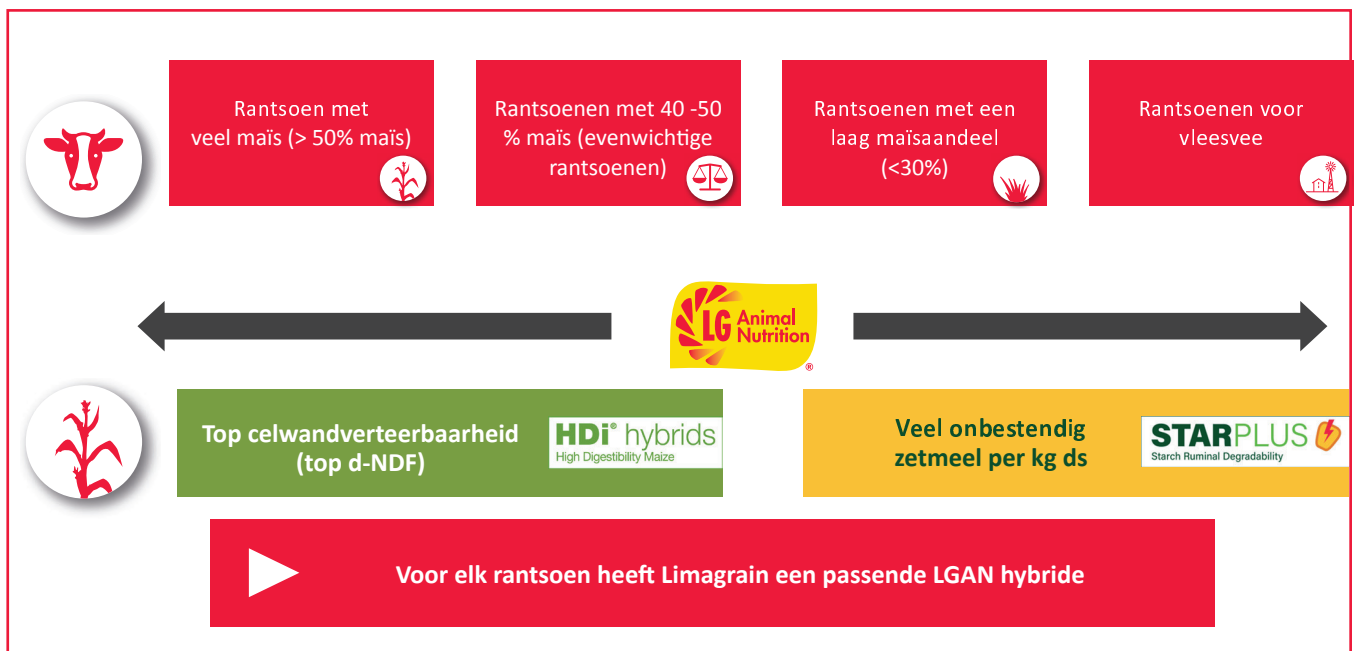 Rantsoen met
veel maïs (> 50% maïs)
Rantsoenen met 40 -50
% maïs (evenwichtige
rantsoenen)
Rantsoenen met een
laag maïsaandeel
(<30%)
Rantsoenen voor
vleesvee
LG Animal
Nutrition
®
Top celwandverteerbaarheid
(top d-NDF)
HDi® hybrids
High Digestibility Maize
Veel onbestendig
zetmeel per kg ds
STARPLUS
Starch Ruminal Degradability
Voor elk rantsoen heeft Limagrain een passende LGAN hybride